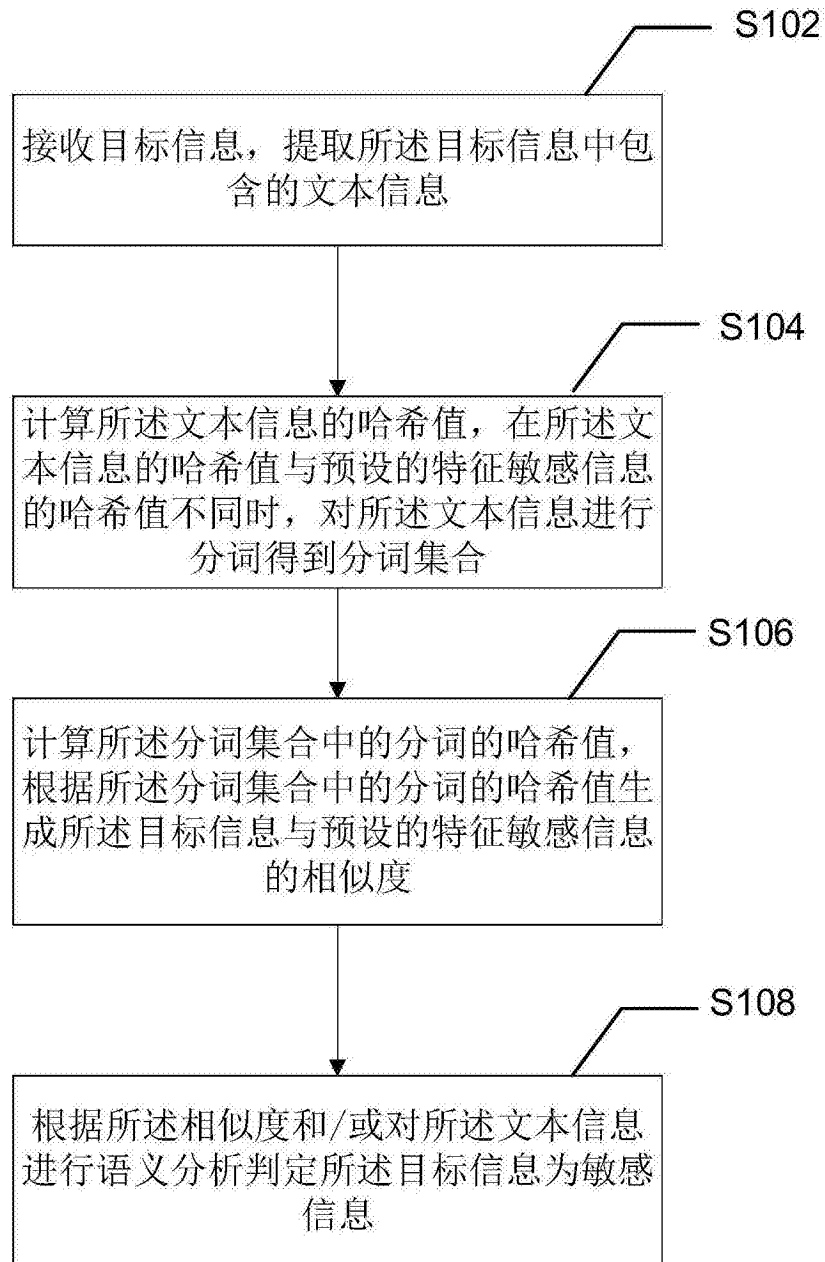 S102
接收目标信息，提取所述目标信息中包
含的文本信息
S104
计算所述文本信息的哈希值，在所述文
本信息的哈希值与预设的特征敏感信息
的哈希值不同时，对所述文本信息进行
分词得到分词集合
S106
计算所述分词集合中的分词的哈希值，
根据所述分词集合中的分词的哈希值生
成所述目标信息与预设的特征敏感信息
的相似度
S108
根据所述相似度和/或对所述文本信息
进行语义分析判定所述目标信息为敏感
信息